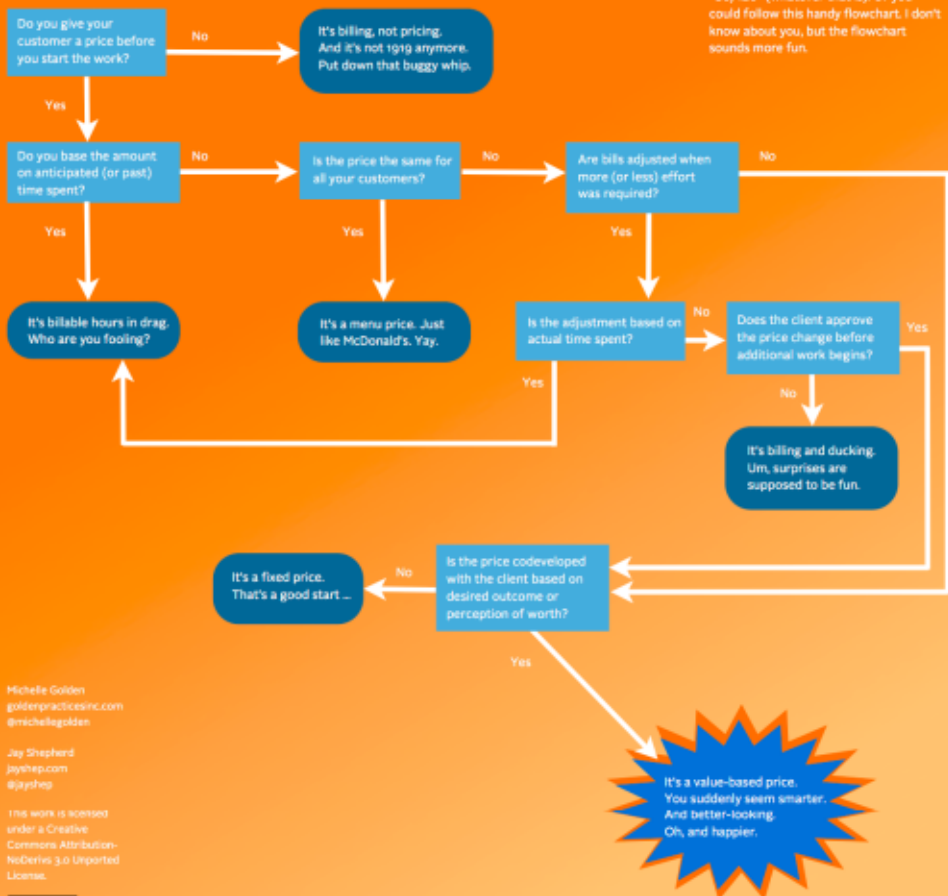 could follow this handy flowchart. I don't
know about you, but the flowchart
sounds more fun.
Do you give your
customer a price before
you start the work?
No
It's billing, not pricing.
And it's not 1919 anymore.
Put down that buggy whip.
Yes
Do you base the amount
on anticipated (or past)
time spent?
No
Is the price the same for
all your customers?
No
Are bills adjusted when
more (or less) effort
was required?
No
Yes
Yes
Yes
It's billable hours in drag.
Who are you fooling?
It's a menu price. Just
like McDonald's. Yay.
Is the adjustment based on
actual time spent?
No
Does the client approve
the price change before
additional work begins?
Yes
Yes
No
It's billing and ducking.
Um, surprises are
supposed to be fun.
It's a fixed price.
That's a good start ...
No
Is the price codeveloped
with the client based on
desired outcome or
perception of worth?
Yes
Michelle Golden
goldenpracticesinc.com
@michellegolden
Jay Shepherd
jayshep.com
@jayshep
This work is licensed
under a Creative
Commons Attribution-
NoDerivs 3.0 Unported
License.
It's a value-based price.
You suddenly seem smarter.
And better-looking.
Oh, and happier.